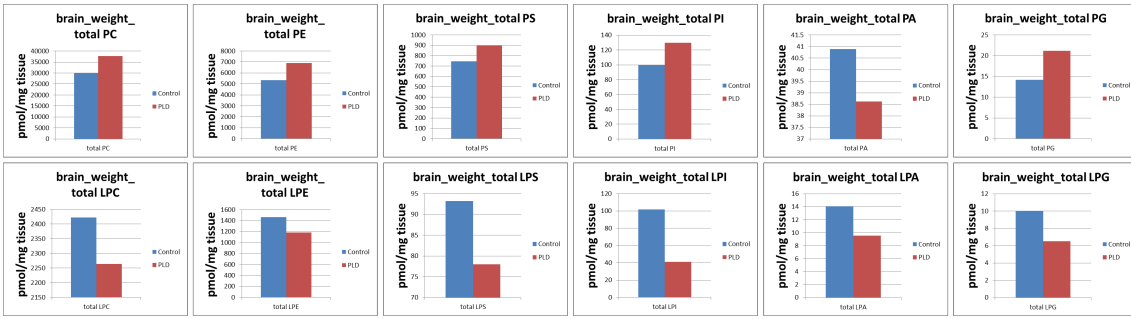 brain_weight_
total PC
pmol/mg tissue
40000
35000
30000
25000
20000
15000
10000
5000
0
total PC
Control
PLD
brain_weight_
total PE
pmol/mg tissue
8000
7000
6000
5000
4000
3000
2000
1000
0
total PE
Control
PLD
brain_weight_total PS
pmol/mg tissue
1000
900
800
700
600
500
400
300
200
100
0
total PS
Control
PLD
brain_weight_total PI
pmol/mg tissue
140
120
100
80
60
40
20
0
total PI
Control
PLD
brain_weight_total PA
pmol/mg tissue
41.5
41
40.5
40
39.5
39
38.5
38
37.5
37
total PA
Control
PLD
brain_weight_total PG
pmol/mg tissue
25
20
15
10
5
0
total PG
Control
PLD
brain_weight_
total LPC
pmol/mg tissue
2450
2400
2350
2300
2250
2200
2150
total LPC
Control
PLD
brain_weight_
total LPE
pmol/mg tissue
1600
1400
1200
1000
800
600
400
200
0
total LPE
Control
PLD
brain_weight_total LPS
pmol/mg tissue
95
90
85
80
75
70
total LPS
Control
PLD
brain_weight_total LPI
pmol/mg tissue
120
100
80
60
40
20
0
total LPI
Control
PLD
brain_weight_total LPA
pmol/mg tissue
16
14
12
10
8
6
4
2
0
total LPA
Control
PLD
brain_weight_total LPG
pmol/mg tissue
12
10
8
6
4
2
0
total LPG
Control
PLD